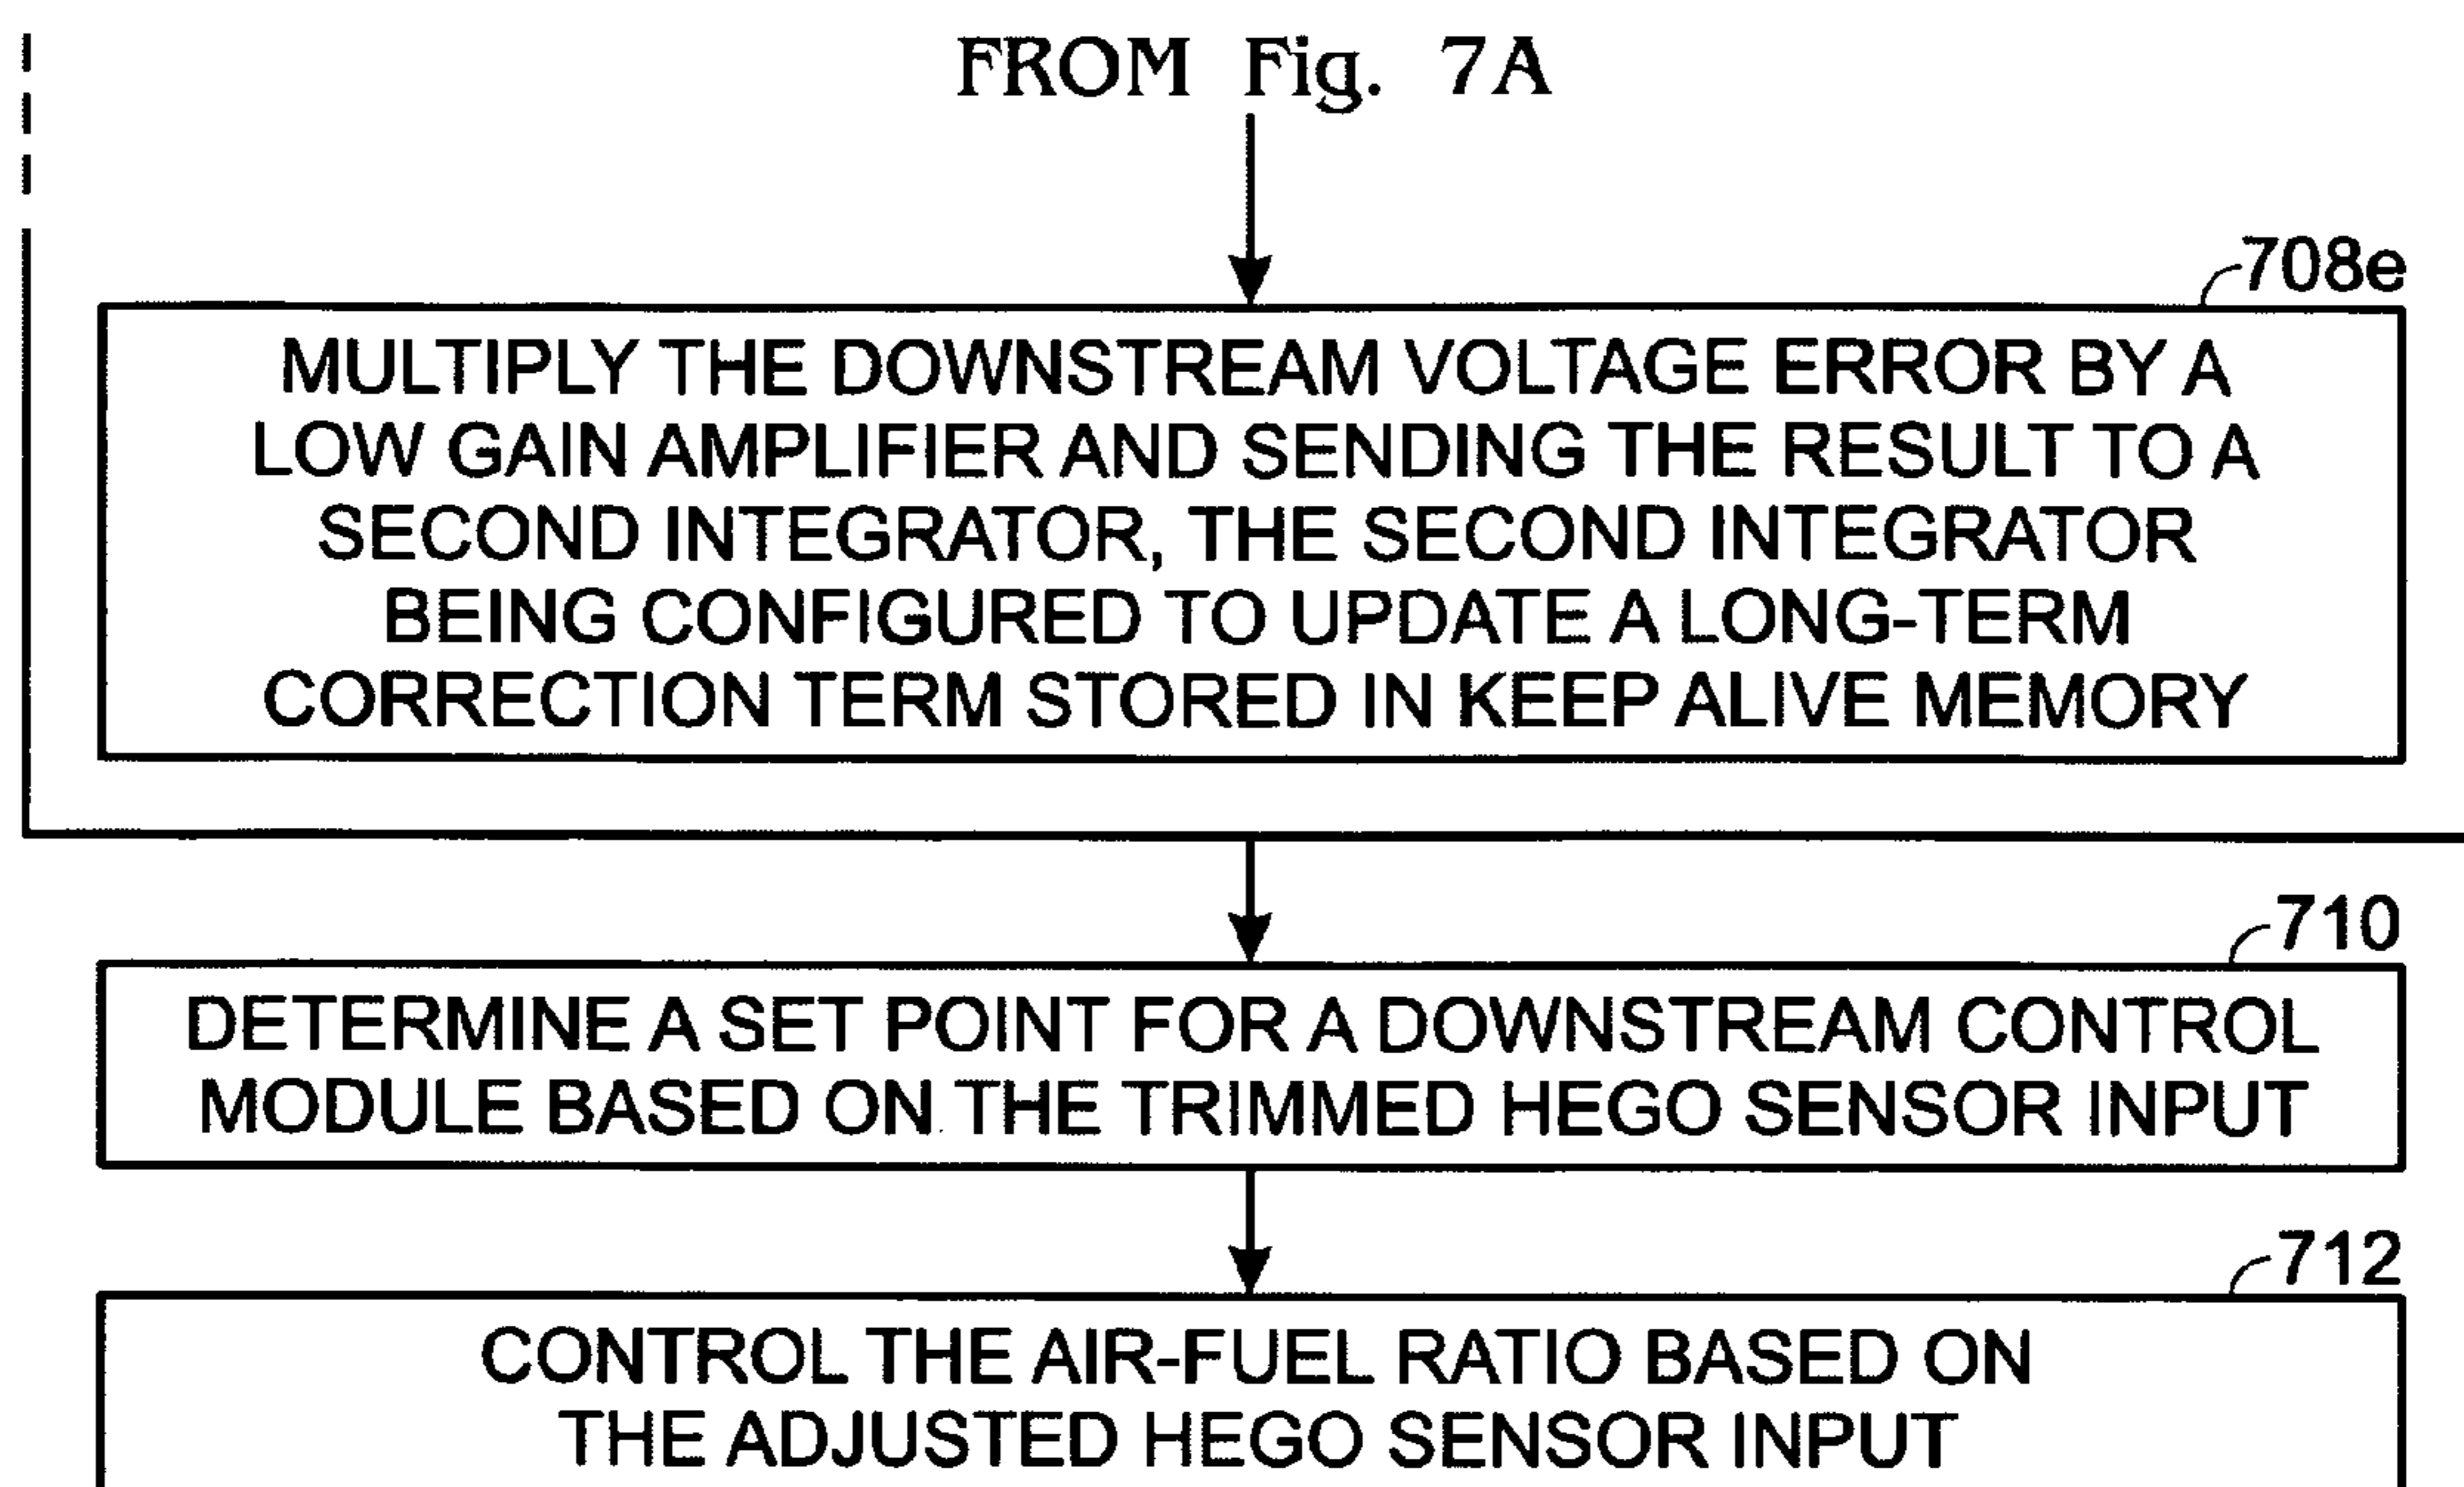 FROM Fig. 7A
708e
MULTIPLY THE DOWNSTREAM VOLTAGE ERROR BY A
LOW GAIN AMPLIFIER AND SENDING THE RESULT TO A
SECOND INTEGRATOR, THE SECOND INTEGRATOR
BEING CONFIGURED TO UPDATE A LONG-TERM
CORRECTION TERM STORED IN KEEP ALIVE MEMORY
710
DETERMINE A SET POINT FOR A DOWNSTREAM CONTROL
MODULE BASED ON THE TRIMMED HEGO SENSOR INPUT
712
CONTROL THE AIR-FUEL RATIO BASED ON
THE ADJUSTED HEGO SENSOR INPUT